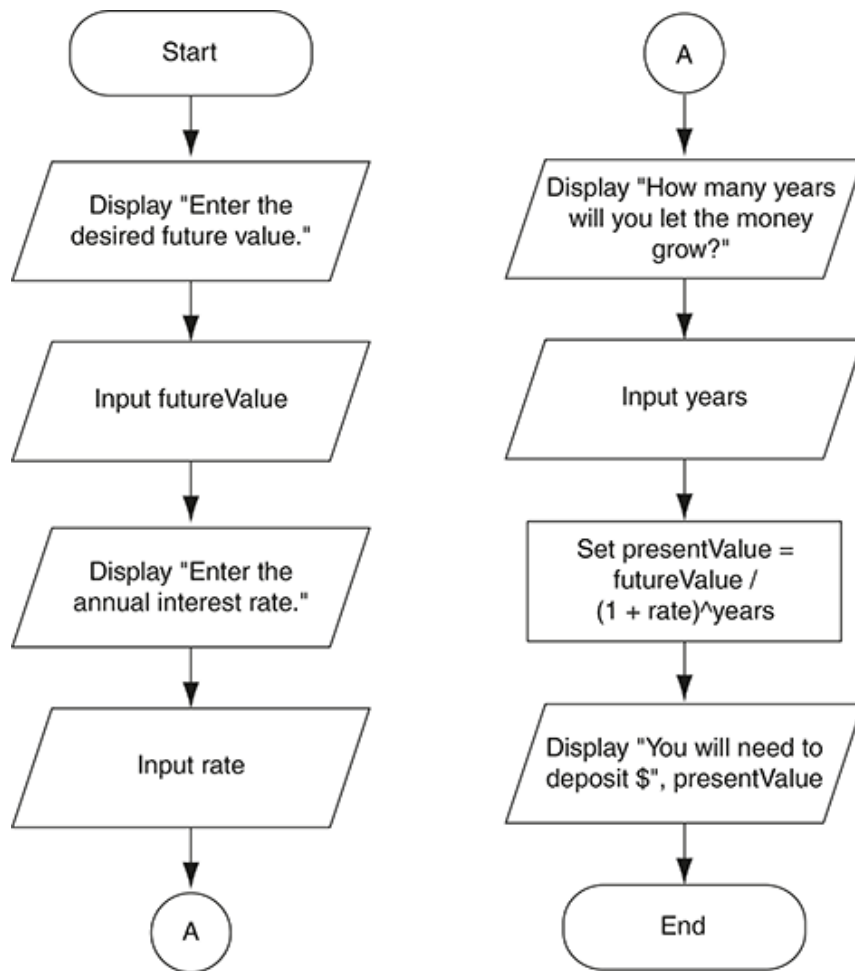 Start
Display "Enter the
desired future value."
Input futureValue
Display "Enter the
annual interest rate."
Input rate
A
A
Display "How many years
will you let the money
grow?"
Input years
Set presentValue =
futureValue /
(1 + rate)^years
Display "You will need to
deposit $", presentValue
End